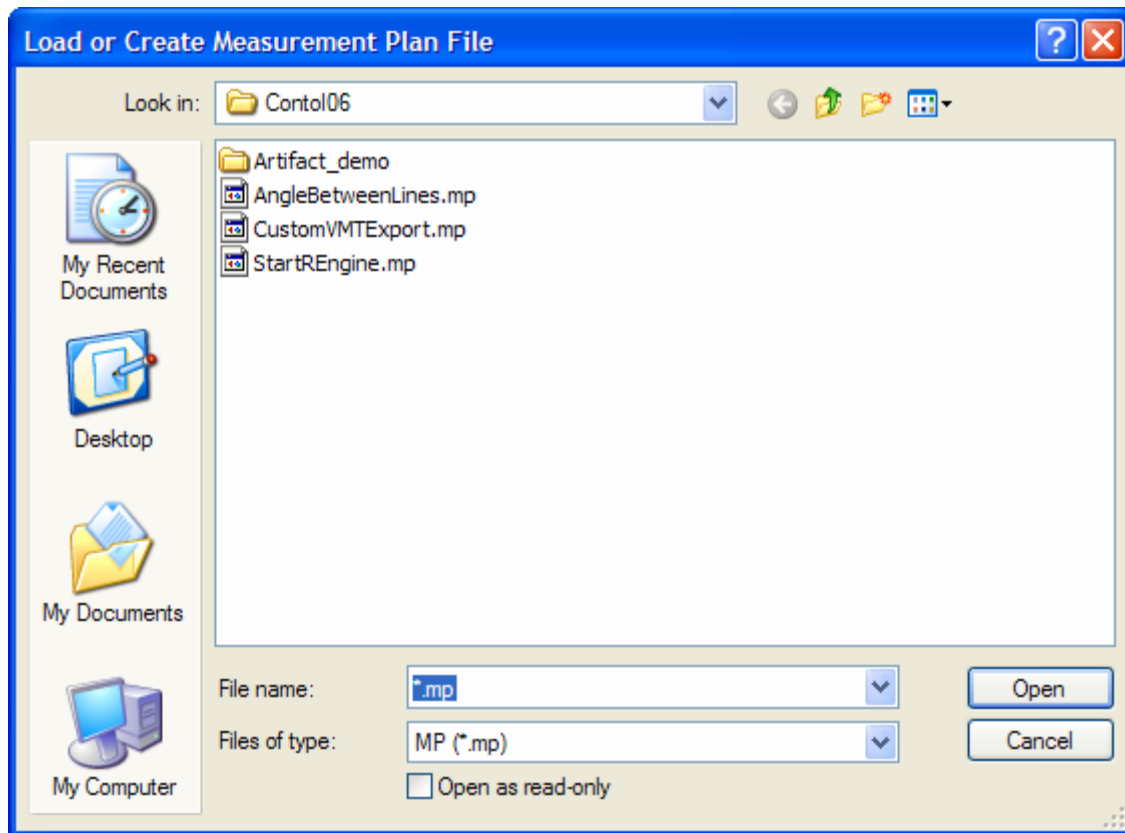 Load or Create Measurement Plan File
Look in: Contol06
Artifact_demo
AngleBetweenLines.mp
CustomVMTExport.mp
StartREngine.mp
My Recent
Documents
Desktop
My Documents
My Computer
File name: *.mp Open
Files of type: MP (*.mp) Cancel
Open as read-only